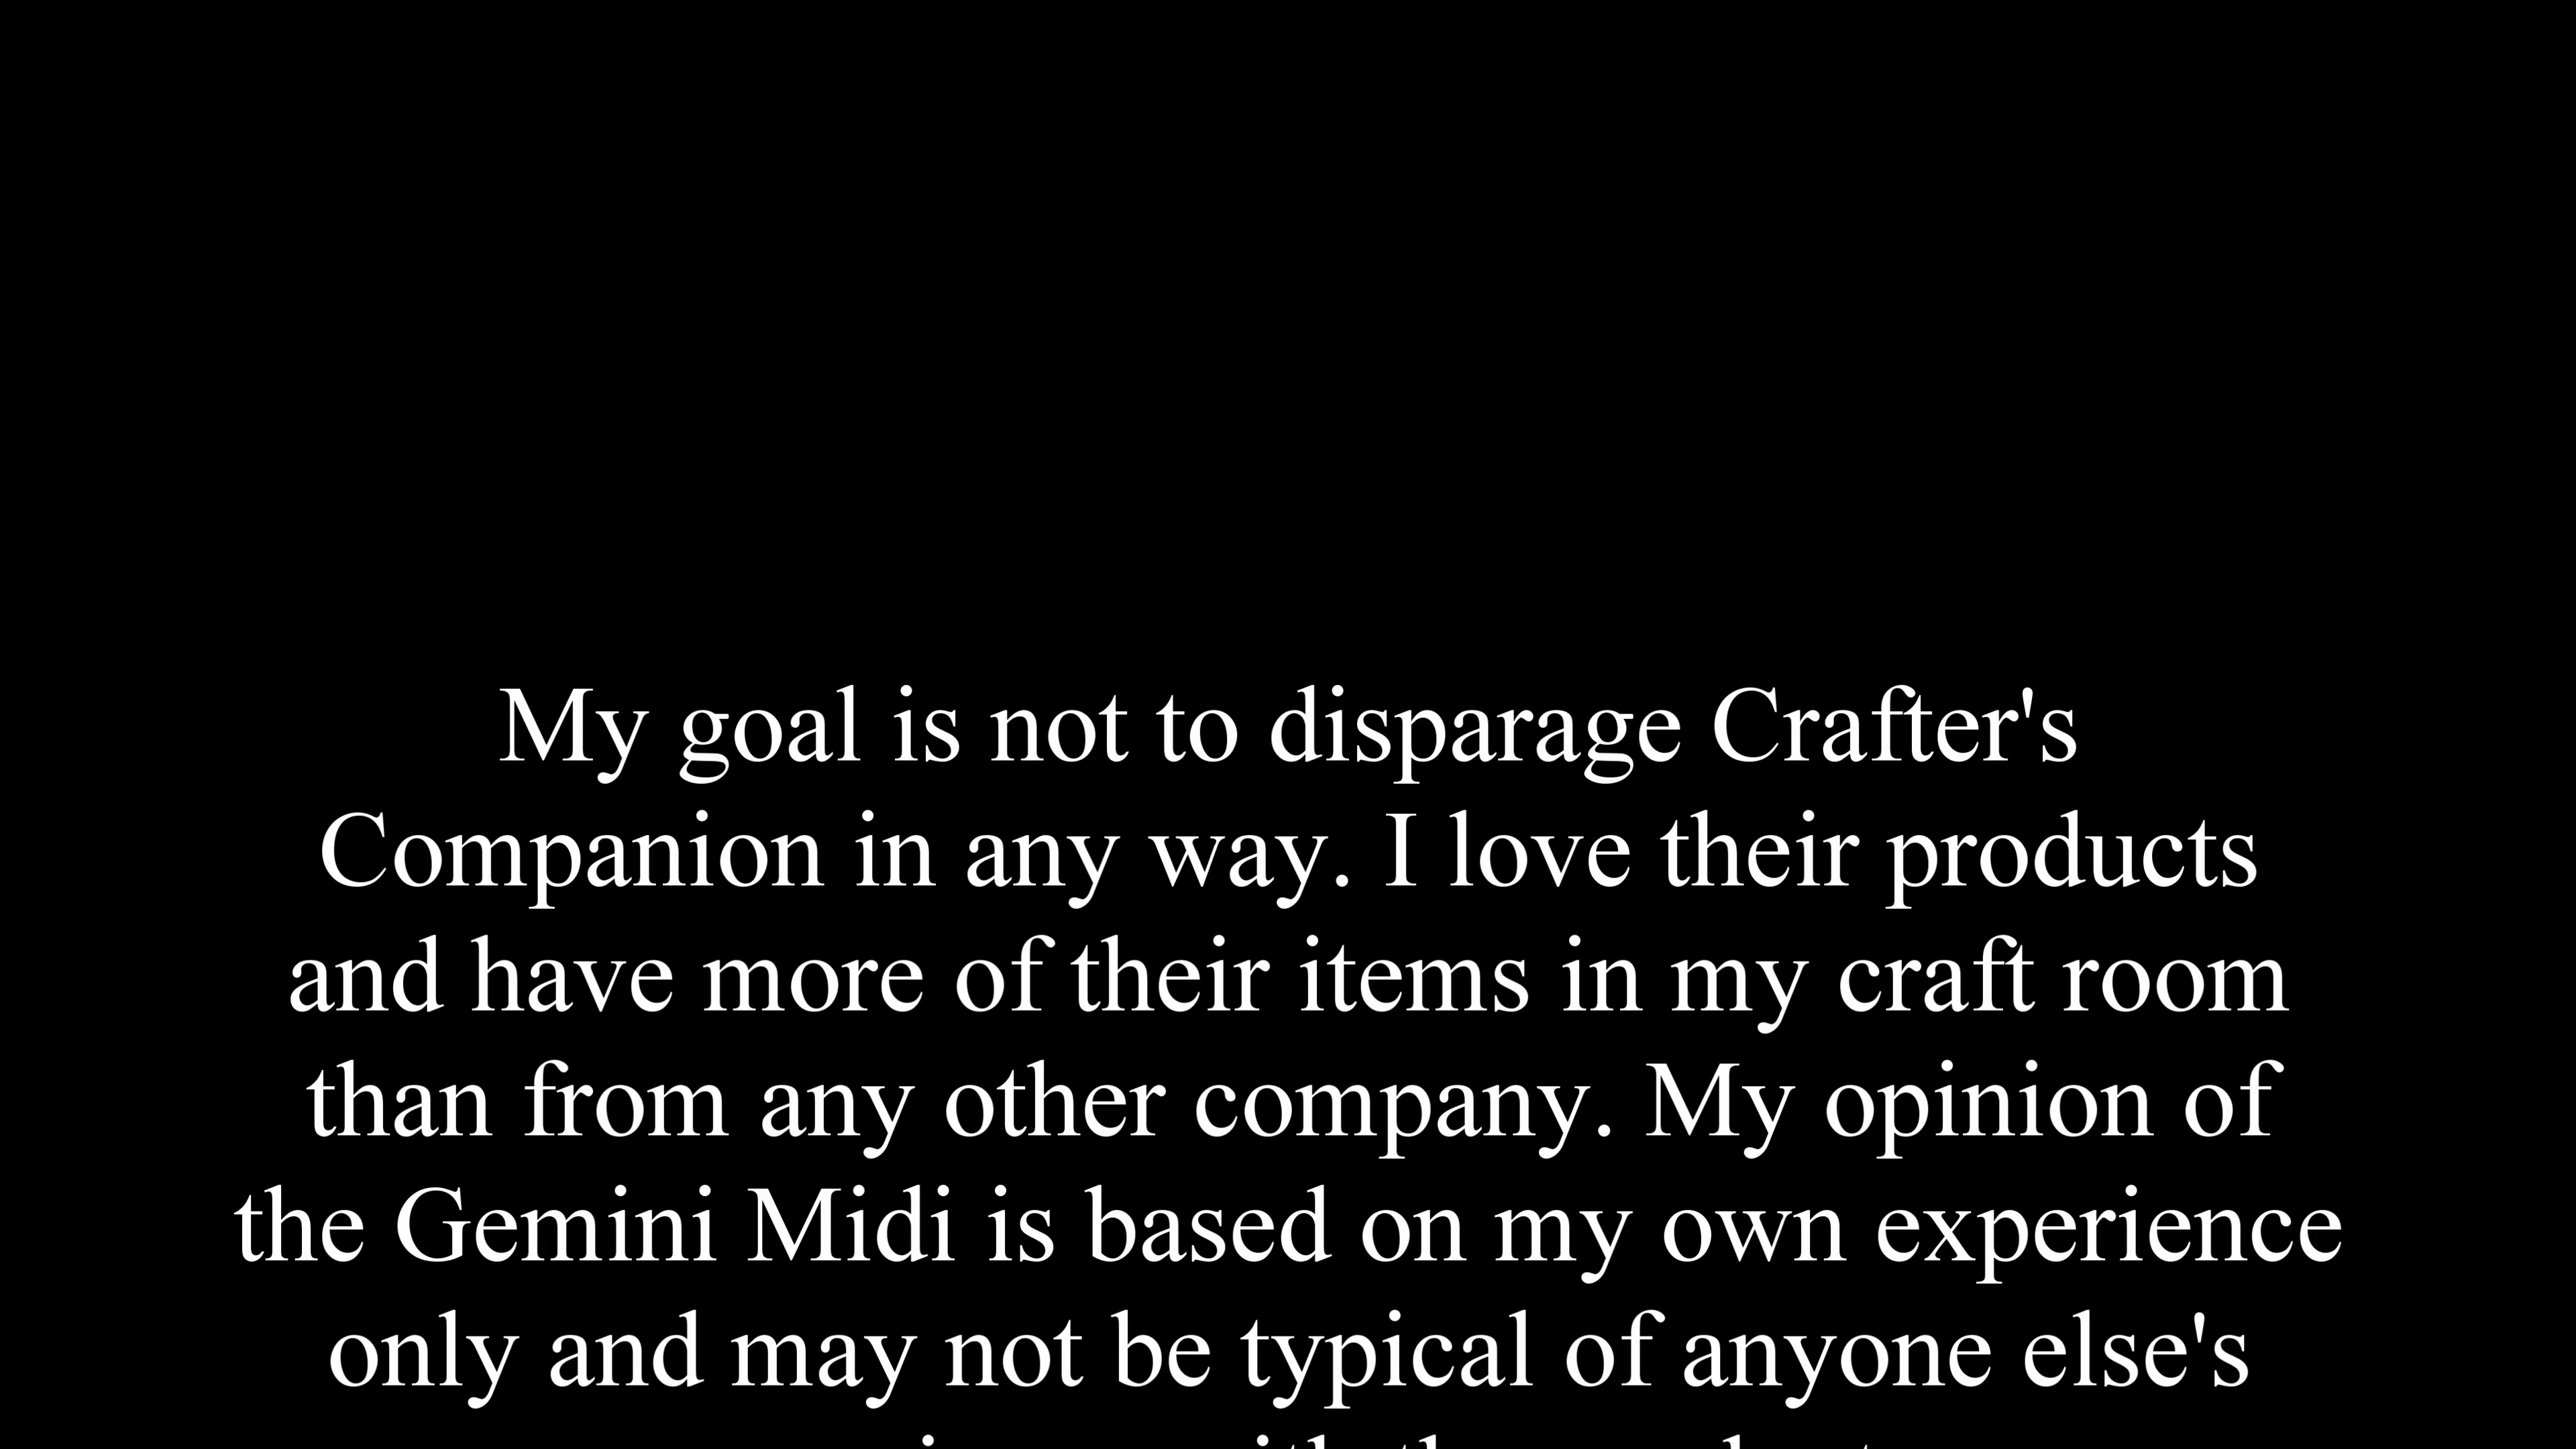 My goal is not to disparage Crafter's
Companion in any way. I love their products
and have more of their items in my craft room
than from any other company. My opinion of
the Gemini Midi is based on my own experience
only and may not be typical of anyone else's